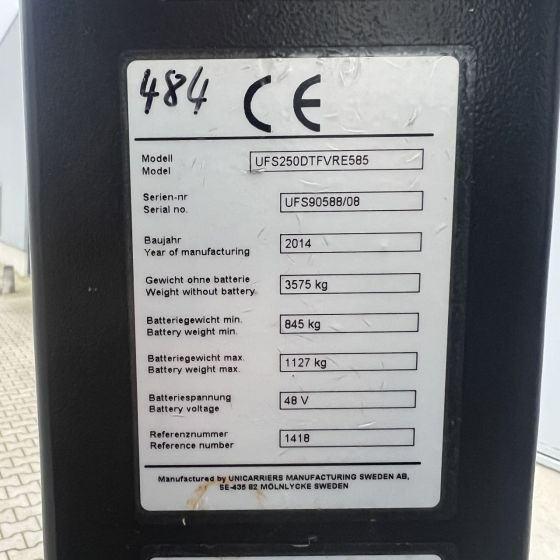 484 CE
Modell UFS250DTFVRE585
Model
Serien-nr UFS90588/08
Serial no.
Baujahr 2014
Year of manufacturing
Gewicht ohne batterie 3575 kg
Weight without battery
Batteriegewicht min. 845 kg
Battery weight min.
Batteriegewicht max. 1127 kg
Battery weight max.
Batteriespannung 48 V
Battery voltage
Referenznummer 1418
Reference number
Manufactured by UNICARRIERS MANUFACTURING SWEDEN AB,
SE-435 82 MÖLNLYCKE SWEDEN